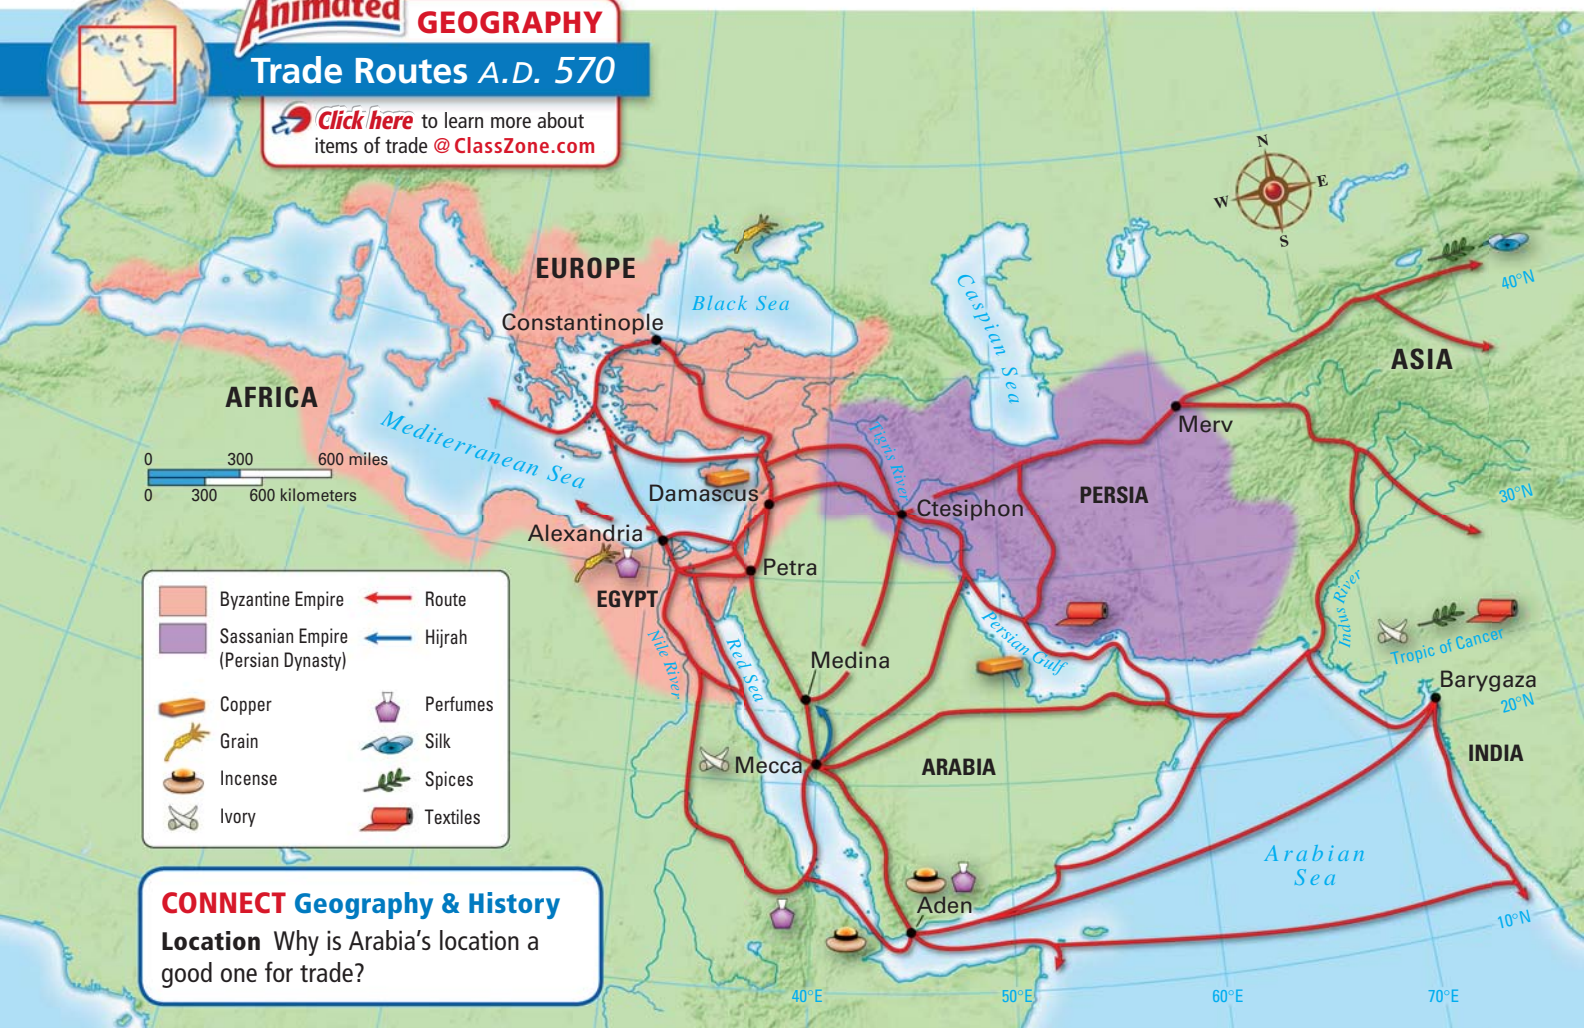 Animated
GEOGRAPHY
Trade Routes A.D. 570
Click here to learn more about
items of trade @ ClassZone.com
N
E
W
S
40°N
EUROPE
Black Sea
Caspian Sea
Constantinople
ASIA
AFRICA
Mediterranean Sea
Merv
Tigris River
0 300 600 miles
0 300 600 kilometers
Damascus
Ctesiphon
PERSIA
30°N
Alexandria
Petra
EGYPT
Nile River
Red Sea
Persian Gulf
Indus River
Tropic of Cancer
Medina
Barygaza
20°N
Mecca
ARABIA
INDIA
Byzantine Empire
Route
Sassanian Empire
(Persian Dynasty)
Hijrah
Copper
Perfumes
Grain
Silk
Incense
Spices
Ivory
Textiles
Arabian
Sea
Aden
10°N
CONNECT Geography & History
Location Why is Arabia's location a
good one for trade?
40°E
50°E
60°E
70°E